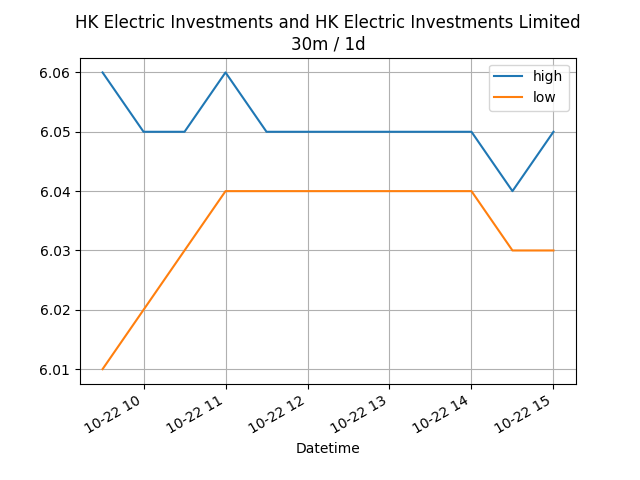 HK Electric Investments and HK Electric Investments Limited
30m / 1d
high
low
6.06
6.05
6.04
6.03
6.02
6.01
10-22 10
10-22 11
10-22 12
10-22 13
10-22 14
10-22 15
Datetime